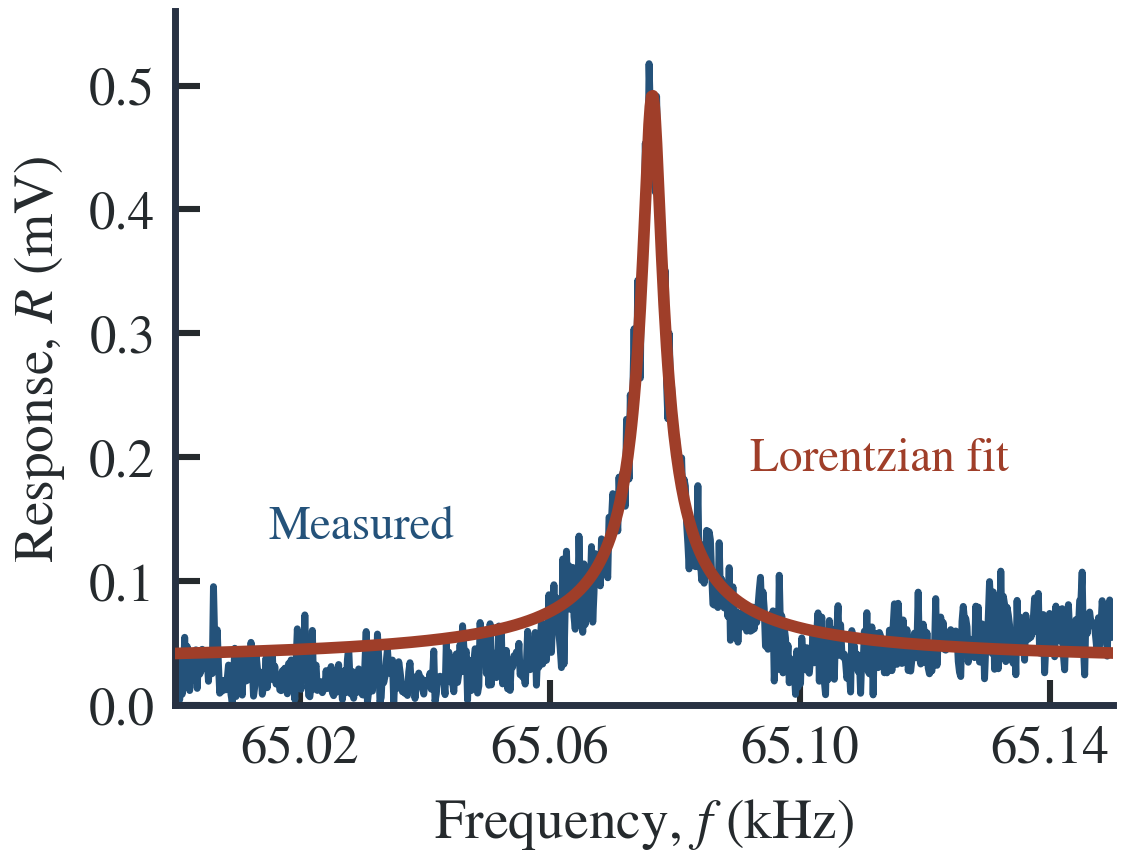 Response, R (mV)
0.5
0.4
0.3
0.2
0.1
0.0
Lorentzian fit
Measured
65.02 65.06 65.10 65.14
Frequency, f (kHz)